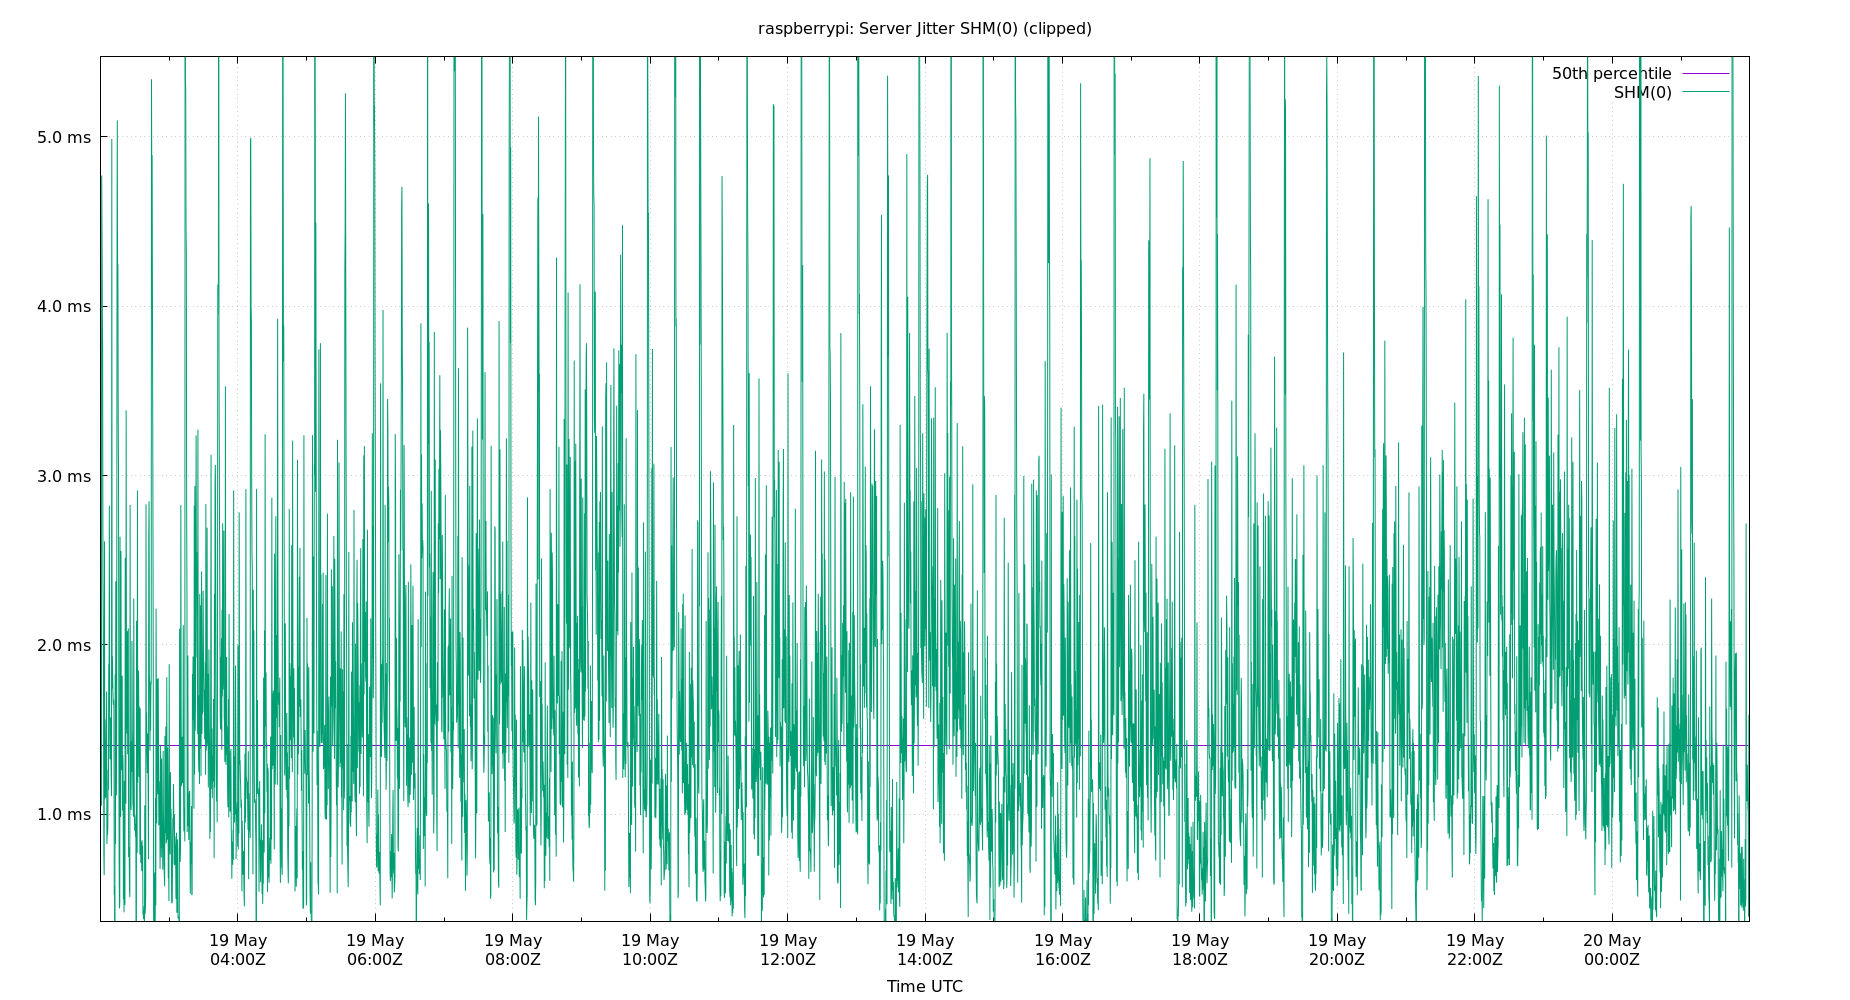 raspberrypi: Server Jitter SHM(0) (clipped)
50th percentile
SHM(0)
5.0 ms
4.0 ms
3.0 ms
2.0 ms
1.0 ms
19 May 19 May 19 May 19 May 19 May 19 May 19 May 19 May 19 May 19 May 20 May
04:00Z 06:00Z 08:00Z 10:00Z 12:00Z 14:00Z 16:00Z 18:00Z 20:00Z 22:00Z 00:00Z
Time UTC